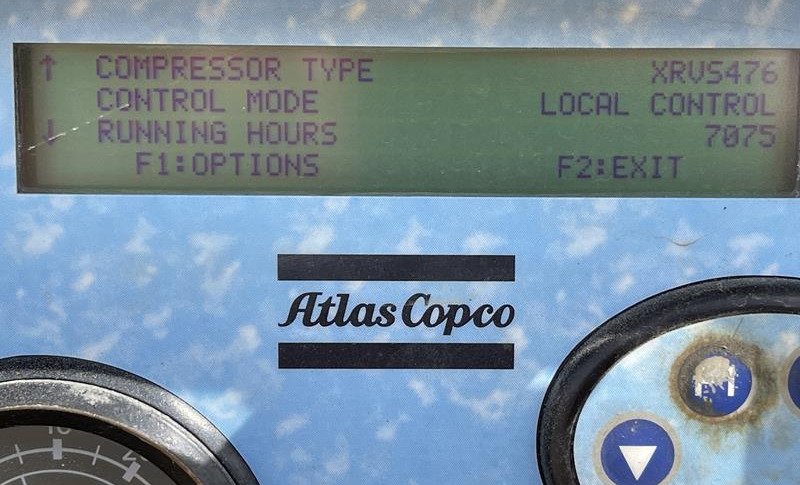 ↑ COMPRESSOR TYPE XRVS476
CONTROL MODE LOCAL CONTROL
↓ RUNNING HOURS 7075
F1:OPTIONS F2:EXIT
Atlas Copco